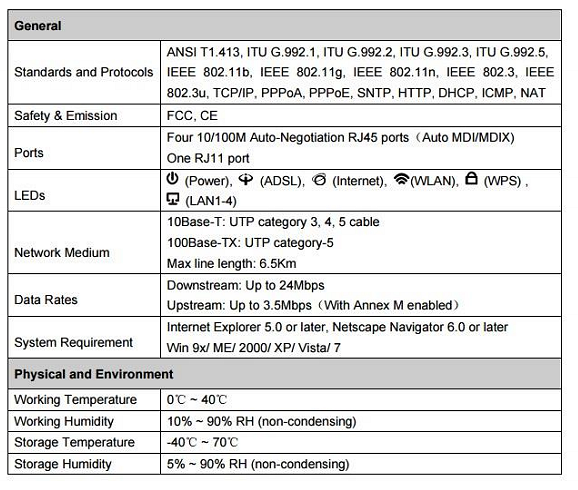 General
Standards and Protocols
ANSI T1.413, ITU G.992.1, ITU G.992.2, ITU G.992.3, ITU G.992.5,
IEEE 802.11b, IEEE 802.11g, IEEE 802.11n, IEEE 802.3, IEEE
802.3u, TCP/IP, PPPoA, PPPoE, SNTP, HTTP, DHCP, ICMP, NAT
Safety & Emission
FCC, CE
Ports
Four 10/100M Auto-Negotiation RJ45 ports（Auto MDI/MDIX)
One RJ11 port
LEDs
(Power), (ADSL), (Internet), (WLAN), (WPS) ,
(LAN1-4)
Network Medium
10Base-T: UTP category 3, 4, 5 cable
100Base-TX: UTP category-5
Max line length: 6.5Km
Data Rates
Downstream: Up to 24Mbps
Upstream: Up to 3.5Mbps（With Annex M enabled）
System Requirement
Internet Explorer 5.0 or later, Netscape Navigator 6.0 or later
Win 9x/ ME/ 2000/ XP/ Vista/ 7
Physical and Environment
Working Temperature
0℃ ~ 40℃
Working Humidity
10% ~ 90% RH (non-condensing)
Storage Temperature
-40℃ ~ 70℃
Storage Humidity
5% ~ 90% RH (non-condensing)